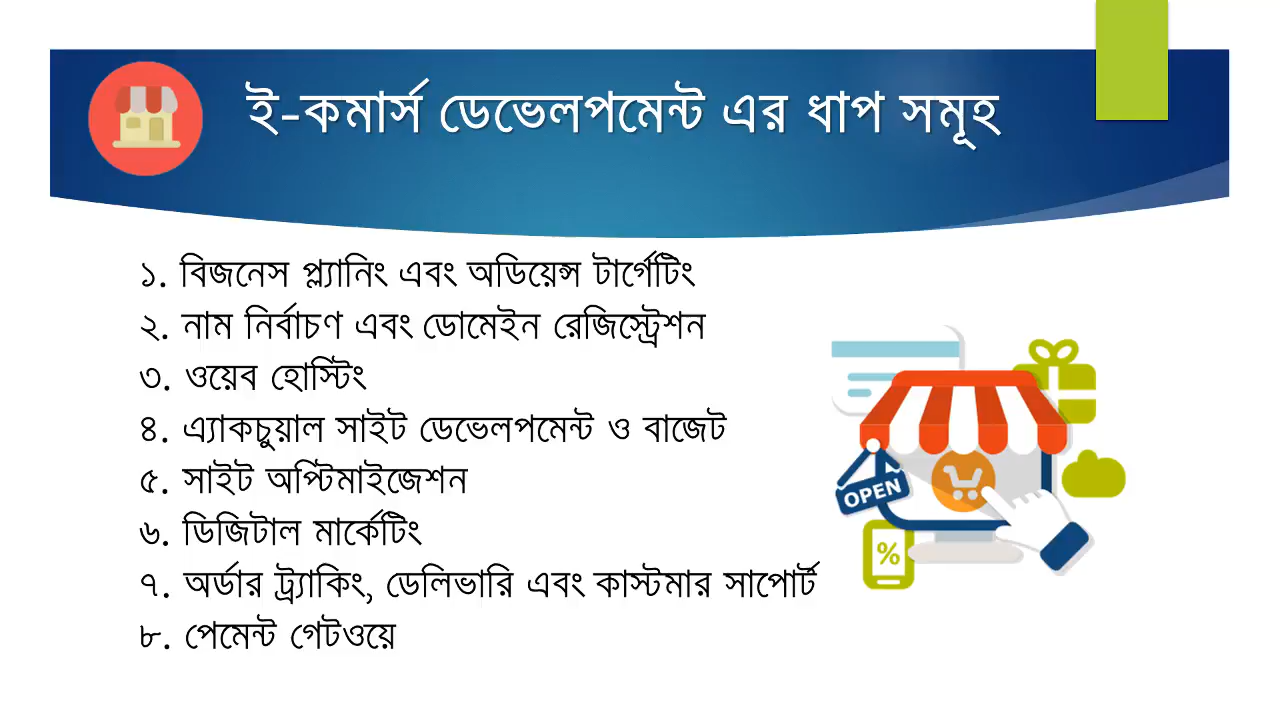 ই-কমার্স ডেভেলপমেন্ট এর ধাপ সমূহ
১. বিজনেস প্ল্যানিং এবং অডিয়েন্স টার্গেটিং
২. নাম নির্বাচণ এবং ডোমেইন রেজিস্ট্রেশন
৩. ওয়েব হোস্টিং
৪. এ্যাকচুয়াল সাইট ডেভেলপমেন্ট ও বাজেট
৫. সাইট অপ্টিমাইজেশন
৬. ডিজিটাল মার্কেটিং
৭. অর্ডার ট্র্যাকিং, ডেলিভারি এবং কাস্টমার সাপোর্ট
৮. পেমেন্ট গেটওয়ে
OPEN
%